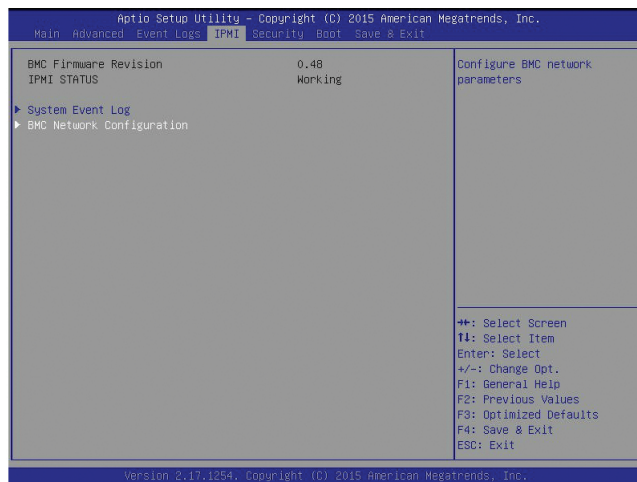 Aptio Setup Utility – Copyright (C) 2015 American Megatrends, Inc.
Main Advanced Event Logs IPMI Security Boot Save & Exit
BMC Firmware Revision 0.48
IPMI STATUS Working
System Event Log
BMC Network Configuration
Configure BMC network
parameters
→←: Select Screen
↑↓: Select Item
Enter: Select
+/-: Change Opt.
F1: General Help
F2: Previous Values
F3: Optimized Defaults
F4: Save & Exit
ESC: Exit
Version 2.17.1254. Copyright (C) 2015 American Megatrends, Inc.